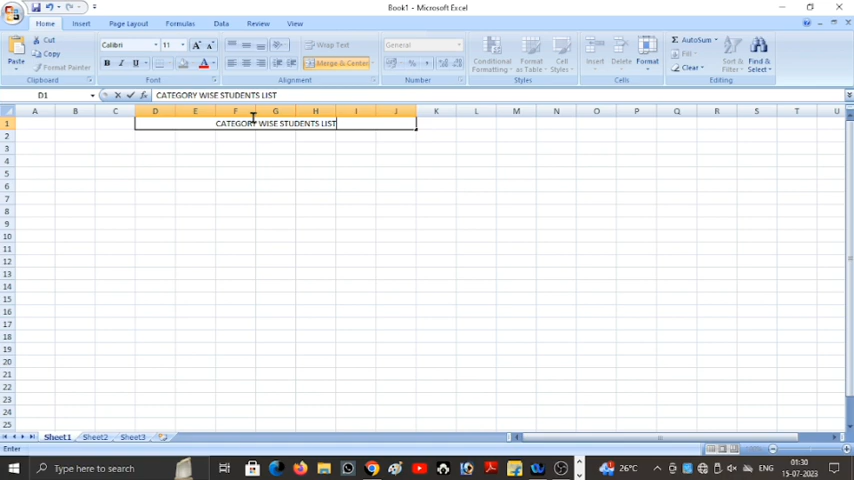 Book1 - Microsoft Excel
Home Insert Page Layout Formulas Data Review View
Cut Calibri 11 Wrap Text General AutoSum
Copy Fill
Paste Format Painter B I U Merge & Center Conditional Formatting Format as Table Cell Styles Insert Delete Format Clear Sort & Filter Find & Select
Clipboard Font Alignment Number Styles Cells Editing
D1 CATEGORY WISE STUDENTS LIST
A B C D E F G H I J K L M N O P Q R S T U
1 CATEGORY WISE STUDENTS LIST
2
3
4
5
6
7
8
9
10
11
12
13
14
15
16
17
18
19
20
21
22
23
24
25
Sheet1 Sheet2 Sheet3
Enter
Type here to search 26°C ENG 01:30
15-07-2023